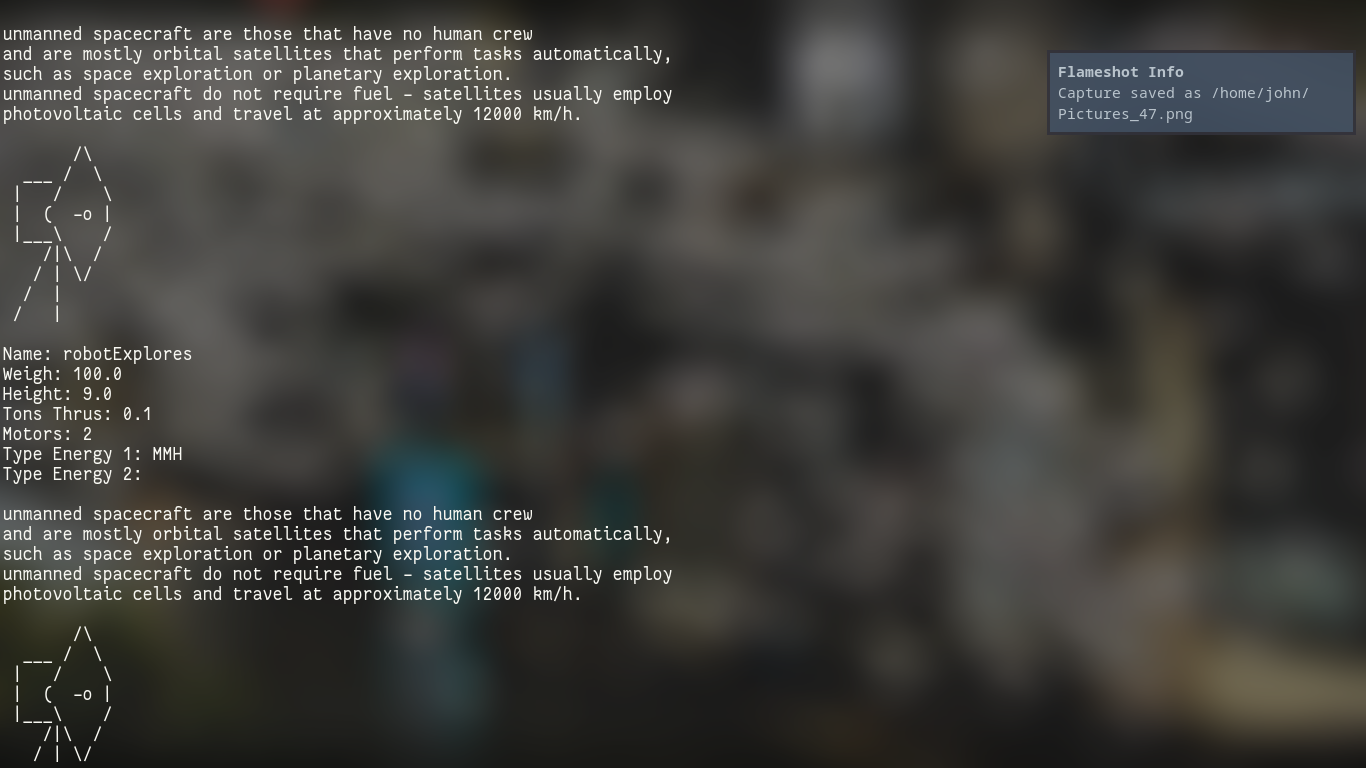 unmanned spacecraft are those that have no human crew
and are mostly orbital satellites that perform tasks automatically,
such as space exploration or planetary exploration.
unmanned spacecraft do not require fuel – satellites usually employ
photovoltaic cells and travel at approximately 12000 km/h.
       /\
  ___ /  \
 |   /    \
 |  (  -o |
 |___\    /
    /|\  /
   / | \/
  /  |
 /   |
Name: robotExplores
Weigh: 100.0
Height: 9.0
Tons Thrus: 0.1
Motors: 2
Type Energy 1: MMH
Type Energy 2:
unmanned spacecraft are those that have no human crew
and are mostly orbital satellites that perform tasks automatically,
such as space exploration or planetary exploration.
unmanned spacecraft do not require fuel – satellites usually employ
photovoltaic cells and travel at approximately 12000 km/h.
       /\
  ___ /  \
 |   /    \
 |  (  -o |
 |___\    /
    /|\  /
   / | \/
Flameshot Info
Capture saved as /home/john/
Pictures_47.png